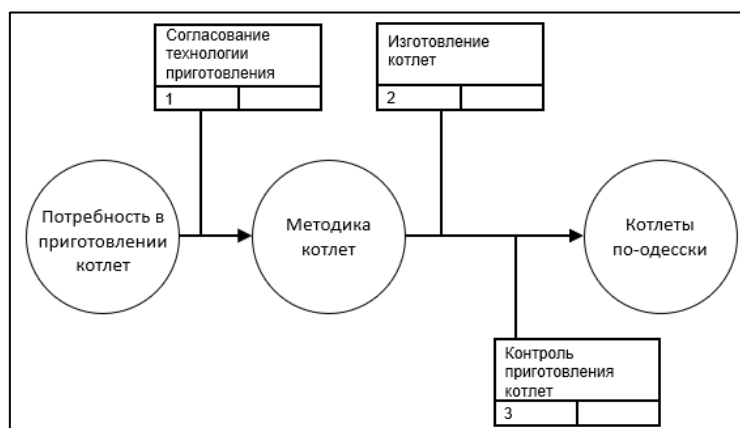 Согласование
технологии
приготовления
1
Изготовление
котлет
2
Потребность в
приготовлении
котлет
Методика
котлет
Котлеты
по-одесски
Контроль
приготовления
котлет
3